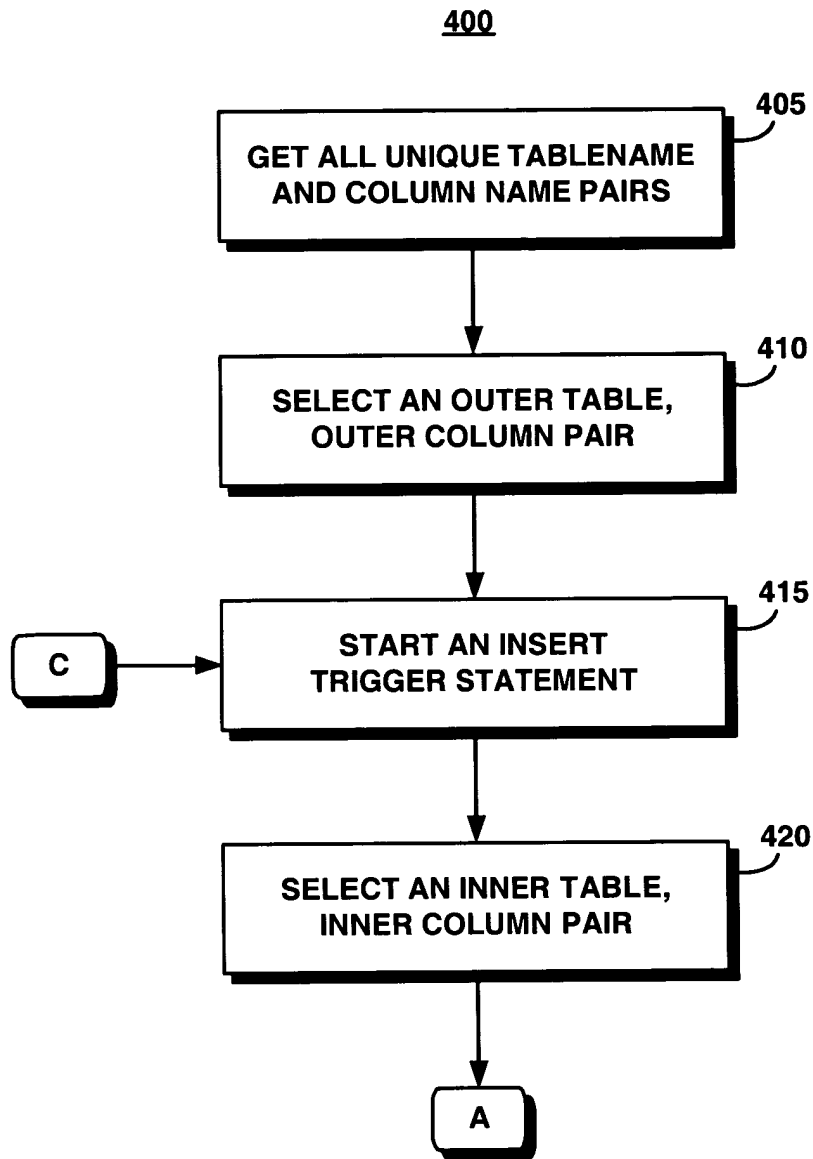 400
405
GET ALL UNIQUE TABLENAME
AND COLUMN NAME PAIRS
410
SELECT AN OUTER TABLE,
OUTER COLUMN PAIR
415
START AN INSERT
TRIGGER STATEMENT
C
420
SELECT AN INNER TABLE,
INNER COLUMN PAIR
A